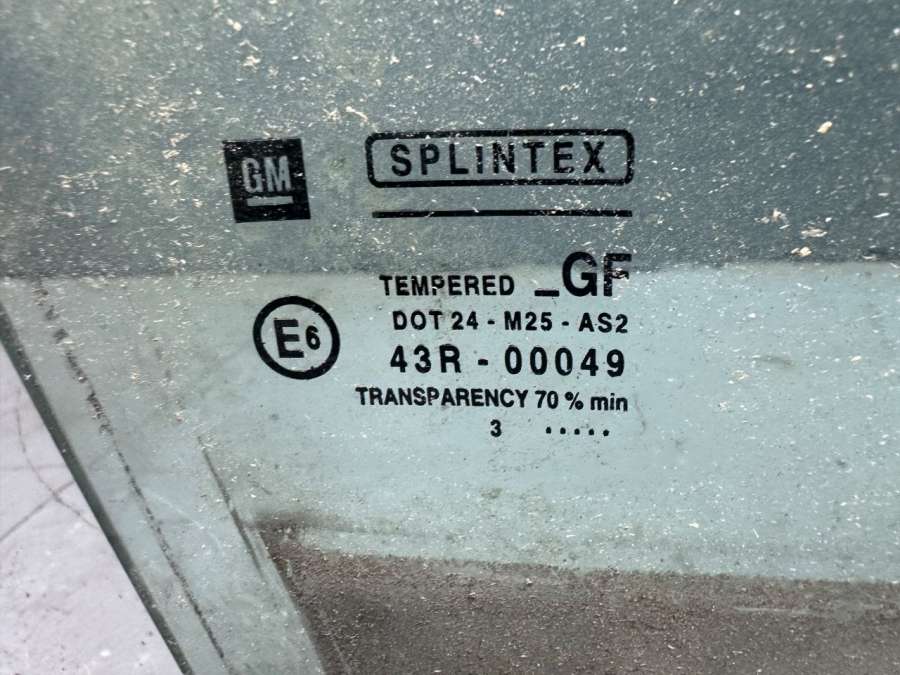 GM
SPLINTEX
TEMPERED _GF
DOT 24 - M25 - AS2
E6
43R - 00049
TRANSPARENCY 70 % min
3 .....